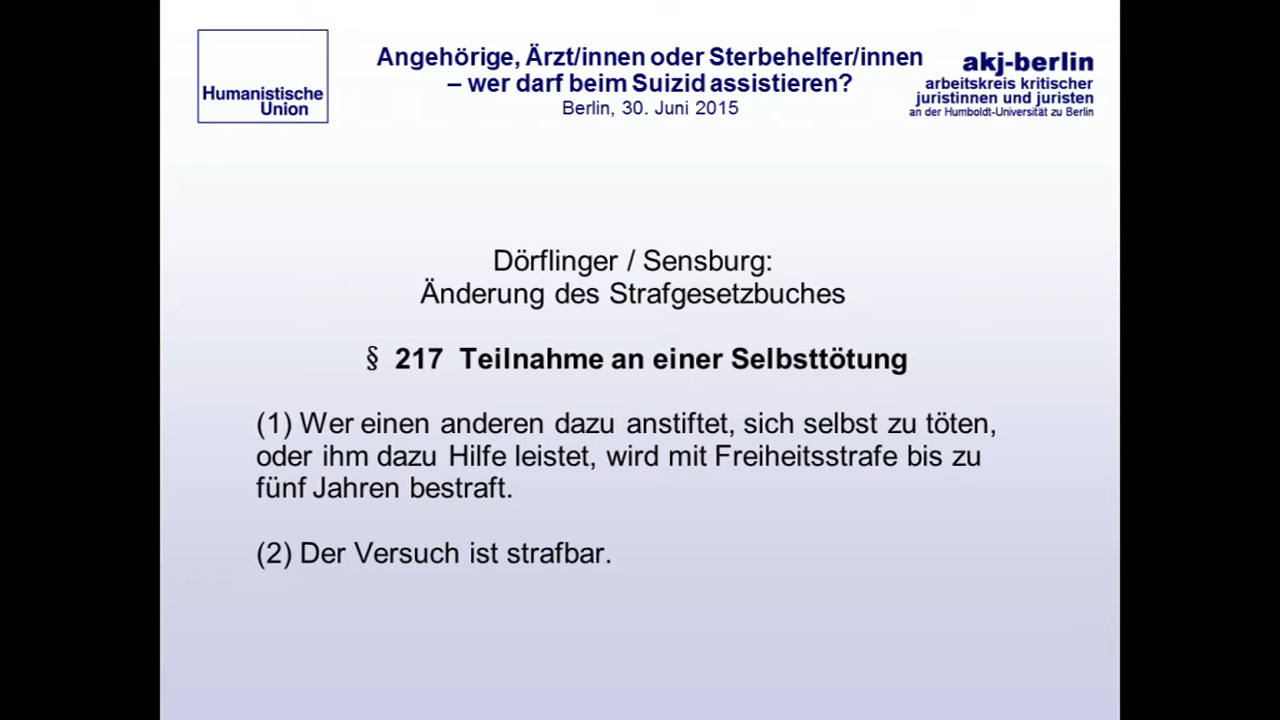 Humanistische
Union
Angehörige, Ärzt/innen oder Sterbehelfer/innen
– wer darf beim Suizid assistieren?
Berlin, 30. Juni 2015
akj-berlin
arbeitskreis kritischer
juristinnen und juristen
an der Humboldt-Universität zu Berlin
Dörflinger / Sensburg:
Änderung des Strafgesetzbuches
§ 217 Teilnahme an einer Selbsttötung
(1) Wer einen anderen dazu anstiftet, sich selbst zu töten,
oder ihm dazu Hilfe leistet, wird mit Freiheitsstrafe bis zu
fünf Jahren bestraft.
(2) Der Versuch ist strafbar.